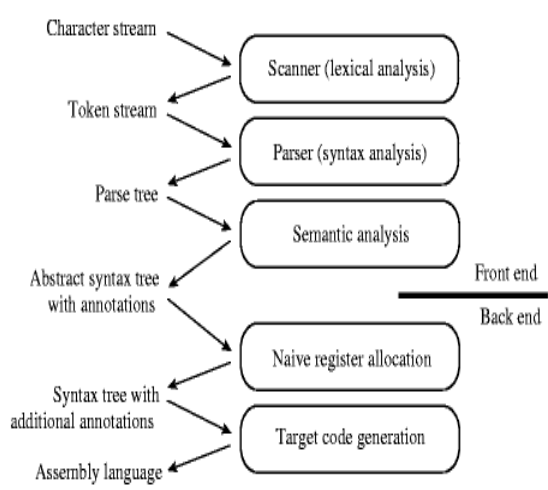 Character stream
Scanner (lexical analysis)
Token stream
Parser (syntax analysis)
Parse tree
Semantic analysis
Abstract syntax tree
with annotations
Front end
Back end
Naive register allocation
Syntax tree with
additional annotations
Target code generation
Assembly language